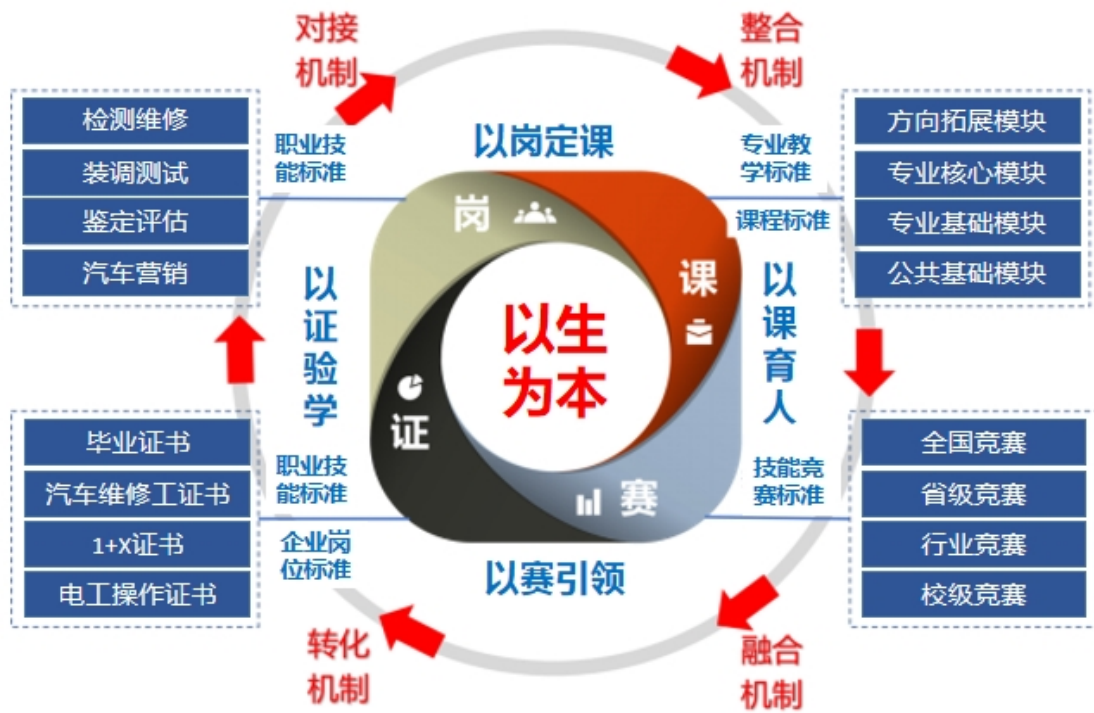 对接
机制
整合
机制
检测维修
装调测试
鉴定评估
汽车营销
职业技
能标准
以岗定课
专业教
学标准
课程标准
方向拓展模块
专业核心模块
专业基础模块
公共基础模块
岗
课
以证验学
以生
为本
以课育人
证
赛
毕业证书
汽车维修工证书
1+X证书
电工操作证书
职业技
能标准
企业岗
位标准
技能竞
赛标准
全国竞赛
省级竞赛
行业竞赛
校级竞赛
以赛引领
转化
机制
融合
机制